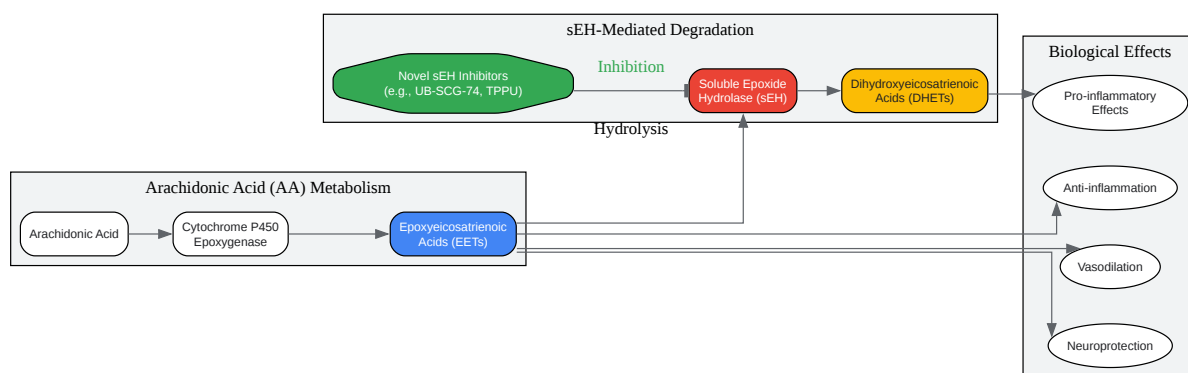 sEH-Mediated Degradation
Novel sEH Inhibitors
(e.g., UB-SCG-74, TPPU)
Inhibition
Soluble Epoxide
Hydrolase (sEH)
Dihydroxyeicosatrienoic
Acids (DHETs)
Hydrolysis
Arachidonic Acid (AA) Metabolism
Arachidonic Acid
Cytochrome P450
Epoxygenase
Epoxyeicosatrienoic
Acids (EETs)
Biological Effects
Pro-inflammatory
Effects
Anti-inflammation
Vasodilation
Neuroprotection